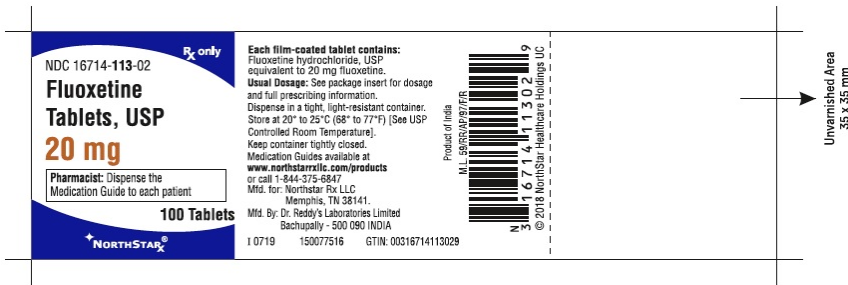 NDC 16714-113-02
Rx only
Fluoxetine
Tablets, USP
20 mg
Pharmacist: Dispense the
Medication Guide to each patient
100 Tablets
NORTHSTARx®
Each film-coated tablet contains:
Fluoxetine hydrochloride, USP
equivalent to 20 mg fluoxetine.
Usual Dosage: See package insert for dosage
and full prescribing information.
Dispense in a tight, light-resistant container.
Store at 20° to 25°C (68° to 77°F) [See USP
Controlled Room Temperature].
Keep container tightly closed.
Medication Guides available at
www.northstarrxllc.com/products
or call 1-844-375-6847
Mfd. for: Northstar Rx LLC
Memphis, TN 38141.
Mfd. By: Dr. Reddy's Laboratories Limited
Bachupally - 500 090 INDIA
I 0719 150077516 GTIN: 00316714113029
Product of India
M.L. 59/RR/AP/97/F/R
N
3 16714 11302 9
© 2018 NorthStar Healthcare Holdings UC
Unvarnished Area
35 x 35 mm